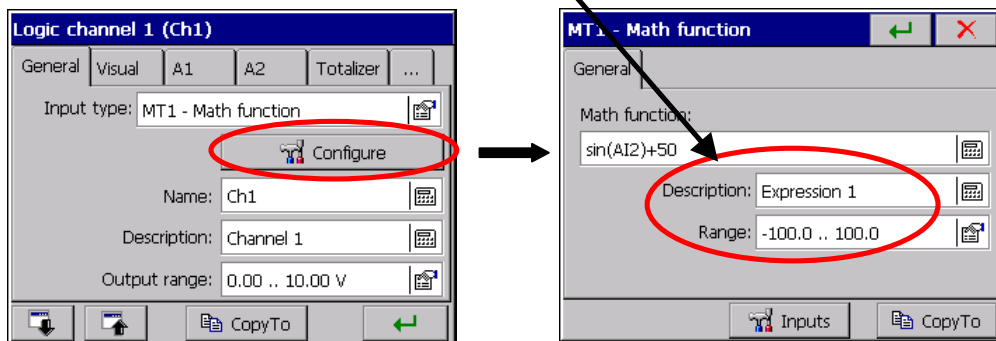 Logic channel 1 (Ch1)
General Visual A1 A2 Totalizer ...
Input type: MT1 - Math function
Configure
Name: Ch1
Description: Channel 1
Output range: 0.00 .. 10.00 V
CopyTo
MT1 - Math function
General
Math function:
sin(AI2)+50
Description: Expression 1
Range: -100.0 .. 100.0
Inputs CopyTo